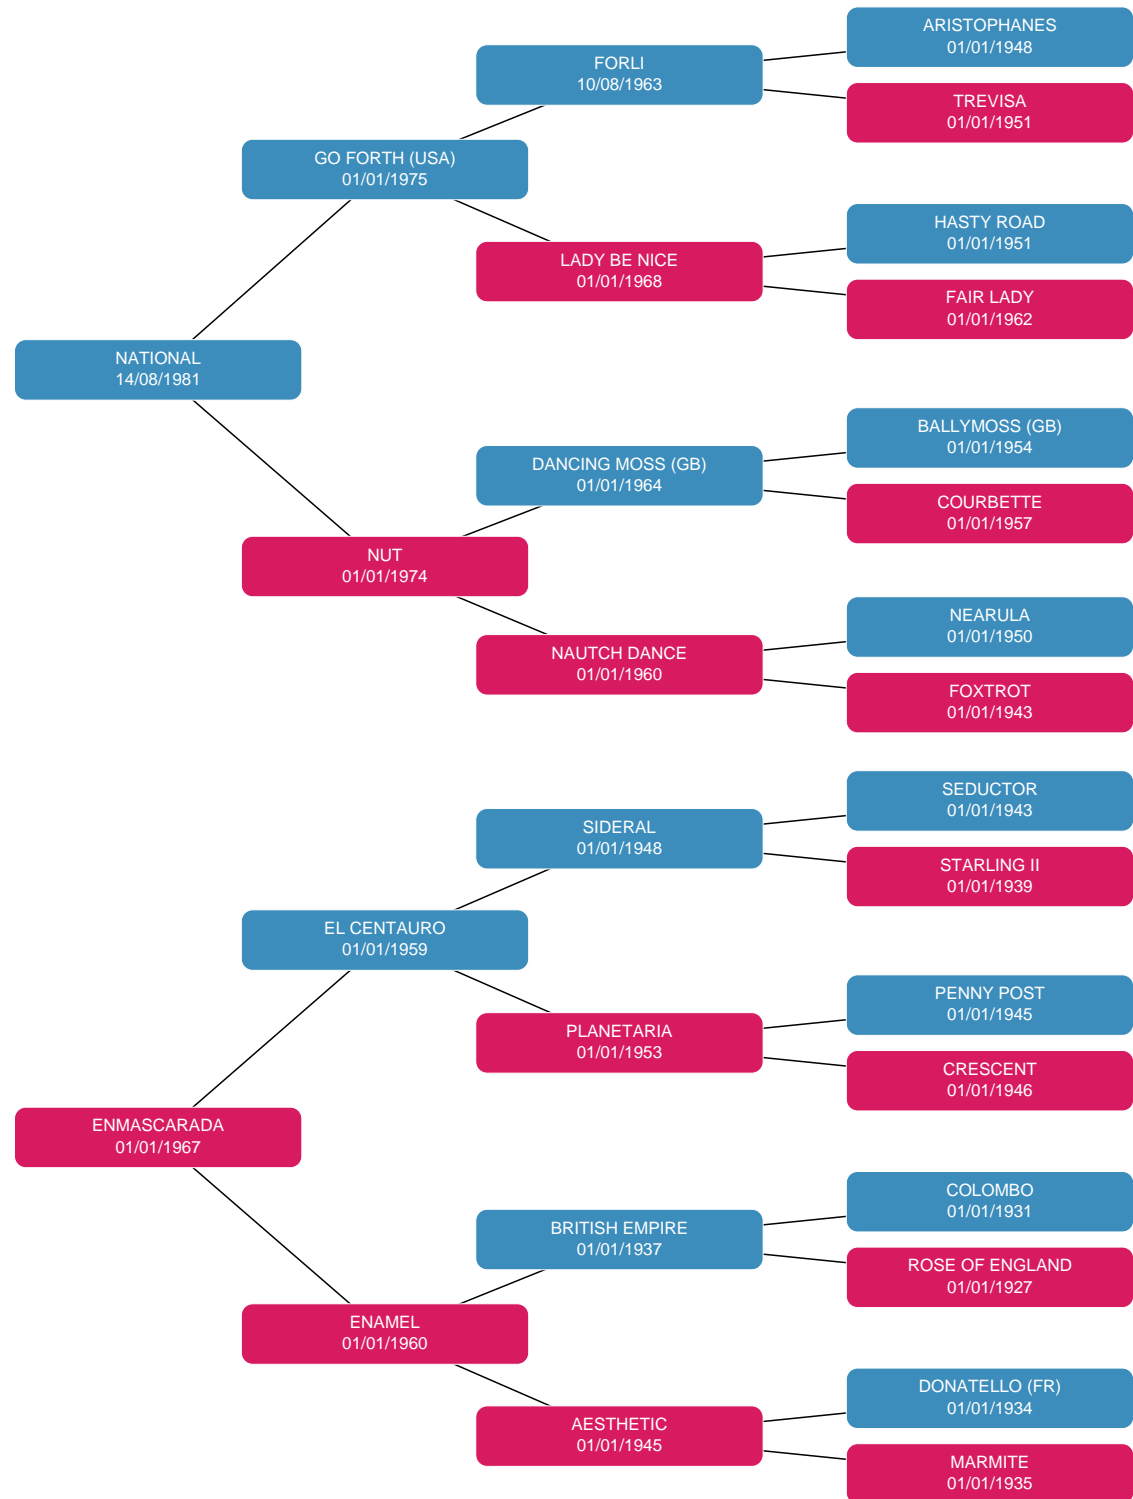 ARISTOPHANES
01/01/1948
FORLI
10/08/1963
TREVISA
01/01/1951
GO FORTH (USA)
01/01/1975
HASTY ROAD
01/01/1951
LADY BE NICE
01/01/1968
FAIR LADY
01/01/1962
NATIONAL
14/08/1981
BALLYMOSS (GB)
01/01/1954
DANCING MOSS (GB)
01/01/1964
COURBETTE
01/01/1957
NUT
01/01/1974
NEARULA
01/01/1950
NAUTCH DANCE
01/01/1960
FOXTROT
01/01/1943
SEDUCTOR
01/01/1943
SIDERAL
01/01/1948
STARLING II
01/01/1939
EL CENTAURO
01/01/1959
PENNY POST
01/01/1945
PLANETARIA
01/01/1953
CRESCENT
01/01/1946
ENMASCARADA
01/01/1967
COLOMBO
01/01/1931
BRITISH EMPIRE
01/01/1937
ROSE OF ENGLAND
01/01/1927
ENAMEL
01/01/1960
DONATELLO (FR)
01/01/1934
AESTHETIC
01/01/1945
MARMITE
01/01/1935